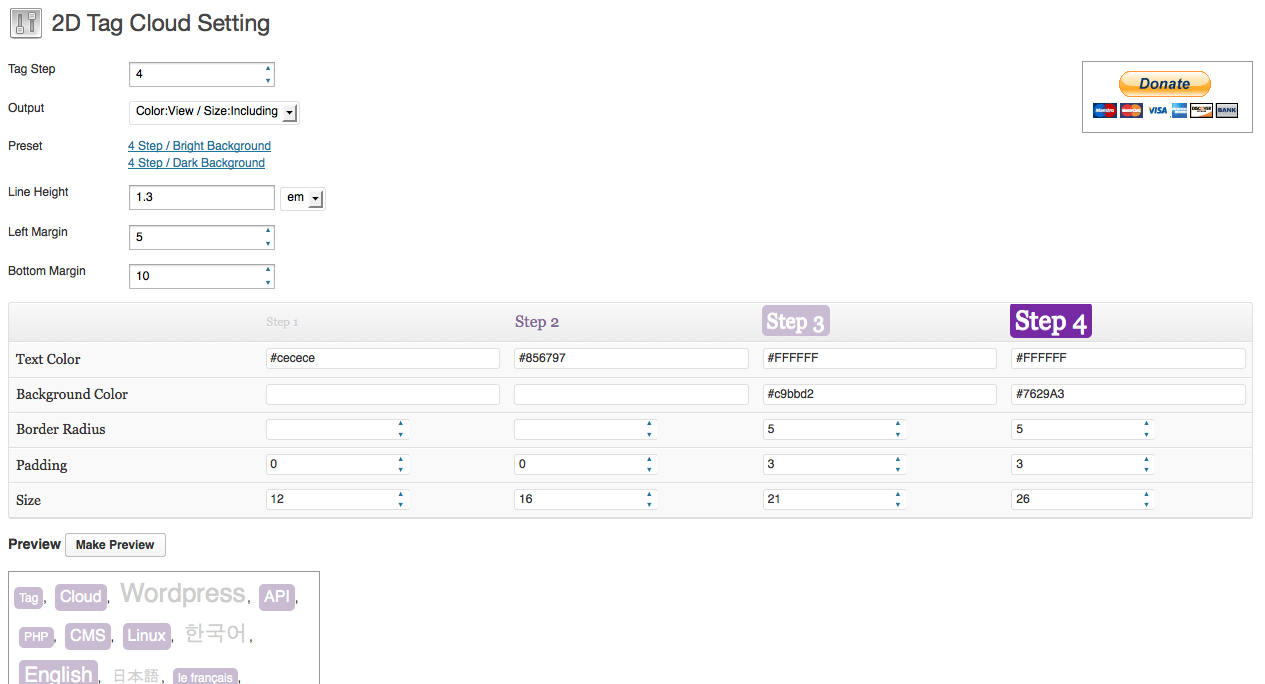 2D Tag Cloud Setting
Tag Step 4
Donate
Maestro MasterCard VISA DISCOVER BANK
Output Color:View / Size:Including
Preset 4 Step / Bright Background
4 Step / Dark Background
Line Height 1.3 em
Left Margin 5
Bottom Margin 10
Step 1 Step 2 Step 3 Step 4
Text Color #cecece #856797 #FFFFFF #FFFFFF
Background Color #c9bbd2 #7629A3
Border Radius 5 5
Padding 0 0 3 3
Size 12 16 21 26
Preview Make Preview
Tag, Cloud, Wordpress, API,
PHP, CMS, Linux, 한국어,
English, 日本語, le français,